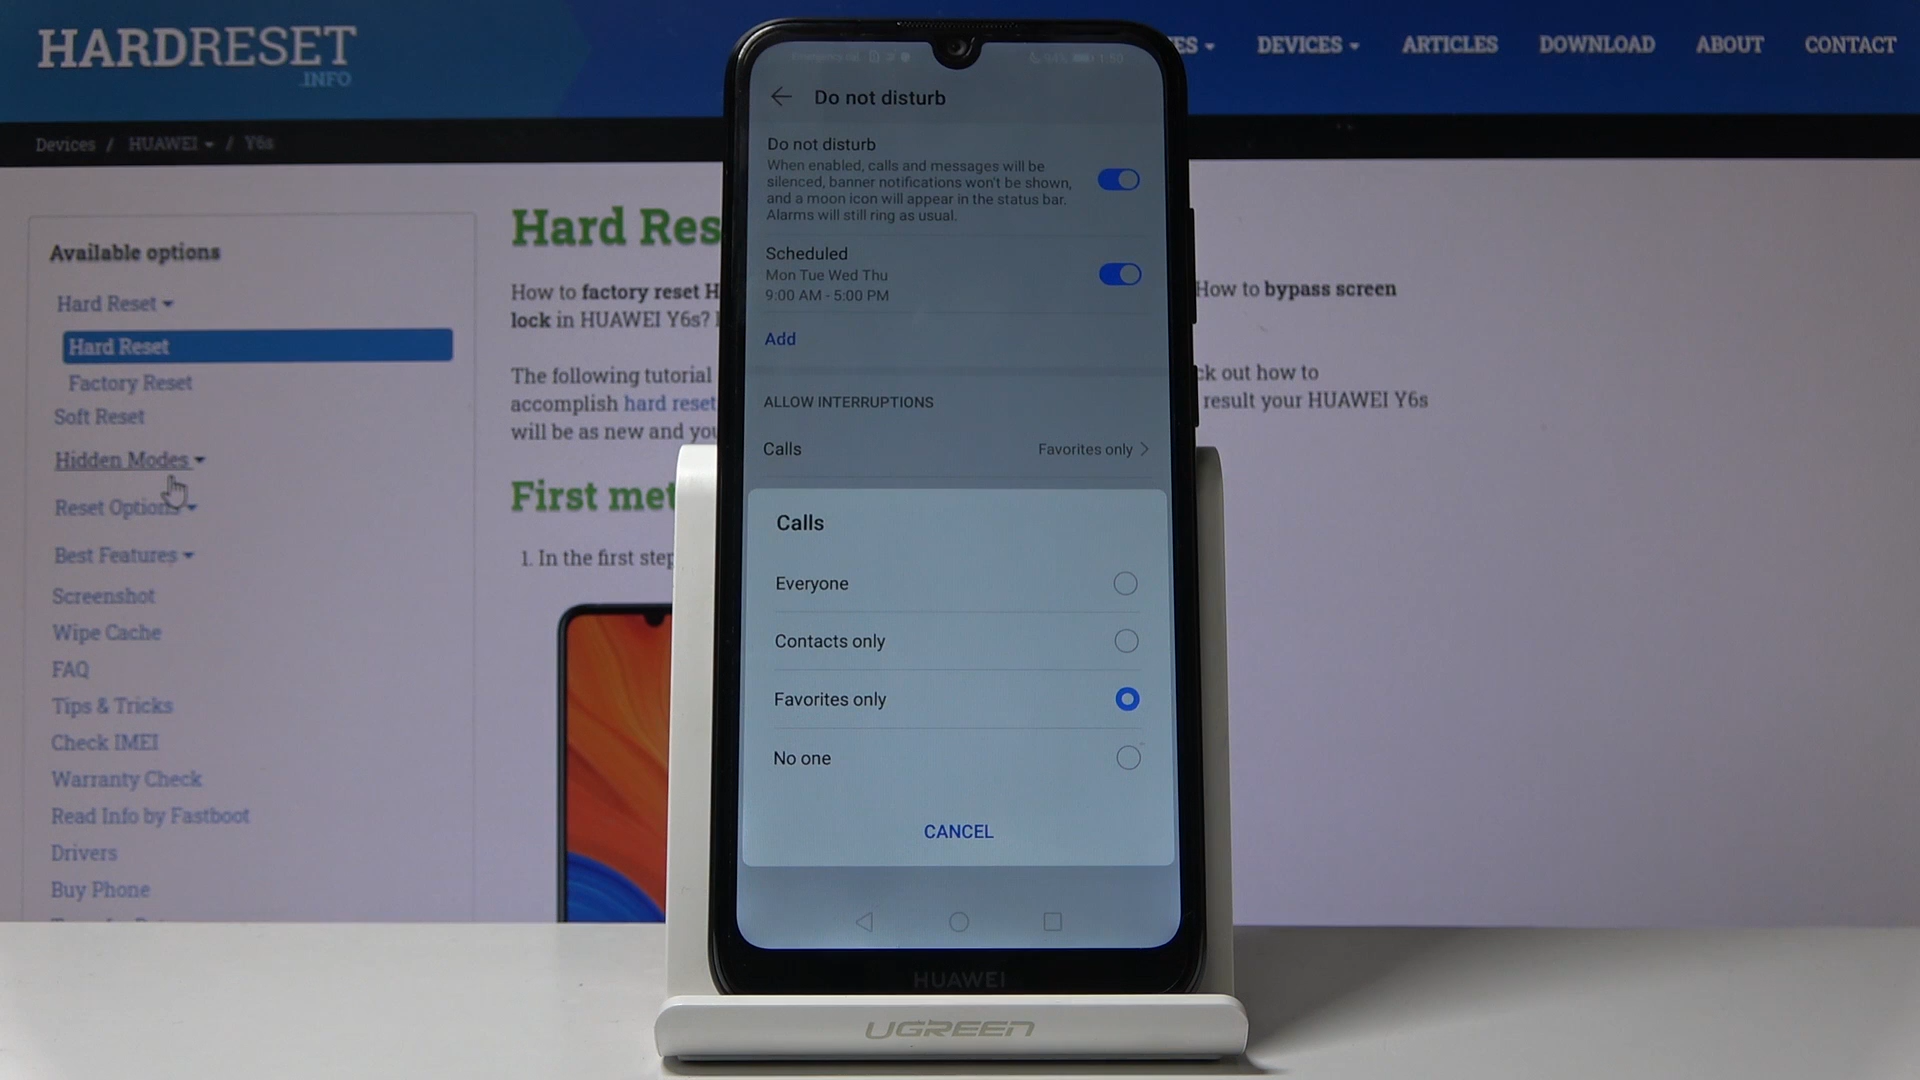 HARDRESET
.INFO
DEVICES
ARTICLES
DOWNLOAD
ABOUT
CONTACT
Devices / HUAWEI / Y6s
Available options
Hard Reset
Hard Reset
Factory Reset
Soft Reset
Hidden Modes
Reset Options
Best Features
Screenshot
Wipe Cache
FAQ
Tips & Tricks
Check IMEI
Warranty Check
Read Info by Fastboot
Drivers
Buy Phone
Hard Res
How to factory reset H
How to bypass screen
lock in HUAWEI Y6s?
The following tutorial
ck out how to
accomplish hard reset
result your HUAWEI Y6s
will be as new and you
First met
1. In the first step
Emergency call
94% 1:50
Do not disturb
Do not disturb
When enabled, calls and messages will be
silenced, banner notifications won't be shown,
and a moon icon will appear in the status bar.
Alarms will still ring as usual.
Scheduled
Mon Tue Wed Thu
9:00 AM - 5:00 PM
Add
ALLOW INTERRUPTIONS
Calls
Favorites only
Calls
Everyone
Contacts only
Favorites only
No one
CANCEL
HUAWEI
UGREEN